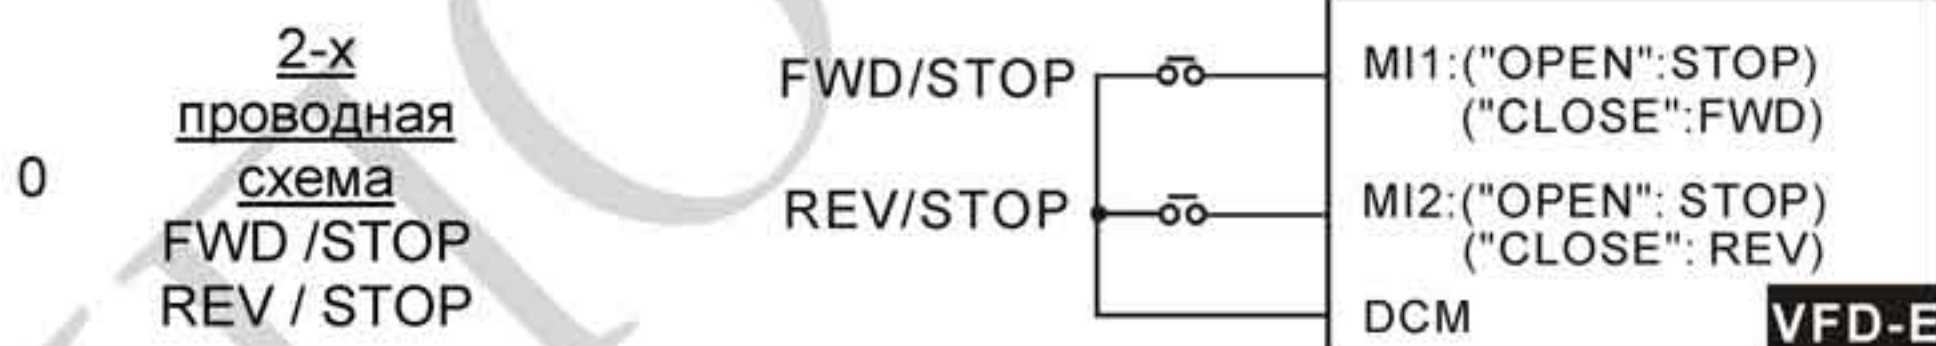 2-х
проводная
0
схема
FWD /STOP
REV / STOP
FWD/STOP
REV/STOP
MI1:("OPEN":STOP)
("CLOSE":FWD)
MI2:("OPEN": STOP)
("CLOSE": REV)
DCM
VFD-E